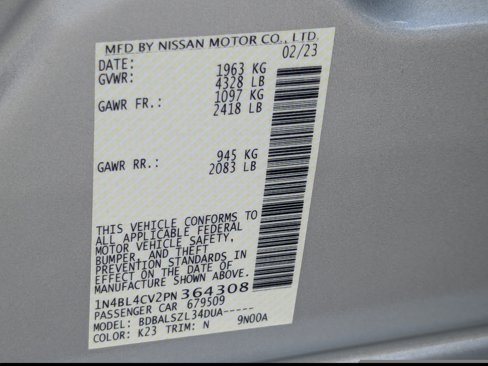 MFD BY NISSAN MOTOR CO., LTD.
DATE: 02/23
GVWR: 1963 KG
4328 LB
GAWR FR.: 1097 KG
2418 LB
GAWR RR.: 945 KG
2083 LB
THIS VEHICLE CONFORMS TO
ALL APPLICABLE FEDERAL
MOTOR VEHICLE SAFETY,
BUMPER, AND THEFT
PREVENTION STANDARDS IN
EFFECT ON THE DATE OF
MANUFACTURE SHOWN ABOVE.
1N4BL4CV2PN364308
PASSENGER CAR 679509
MODEL: BDBALSZL34DUA-----
COLOR: K23 TRIM: N 9N00A